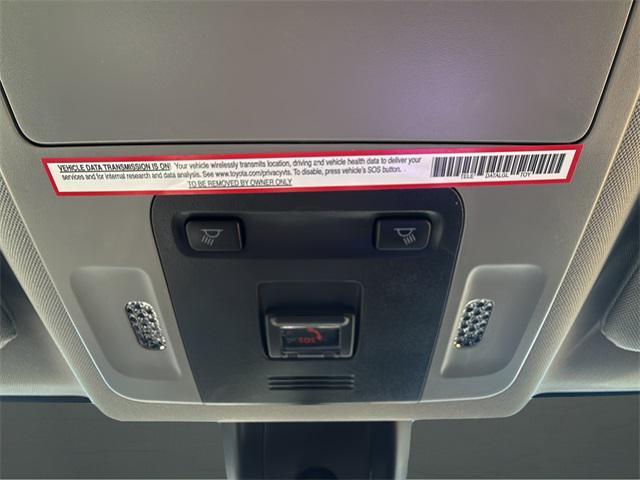 VEHICLE DATA TRANSMISSION IS ON! Your vehicle wirelessly transmits location, driving and vehicle health data to deliver your
services and for internal research and data analysis. See www.toyota.com/privacyvts. To disable, press vehicle's SOS button.
TO BE REMOVED BY OWNER ONLY
TELE DATALGL TOY
SOS